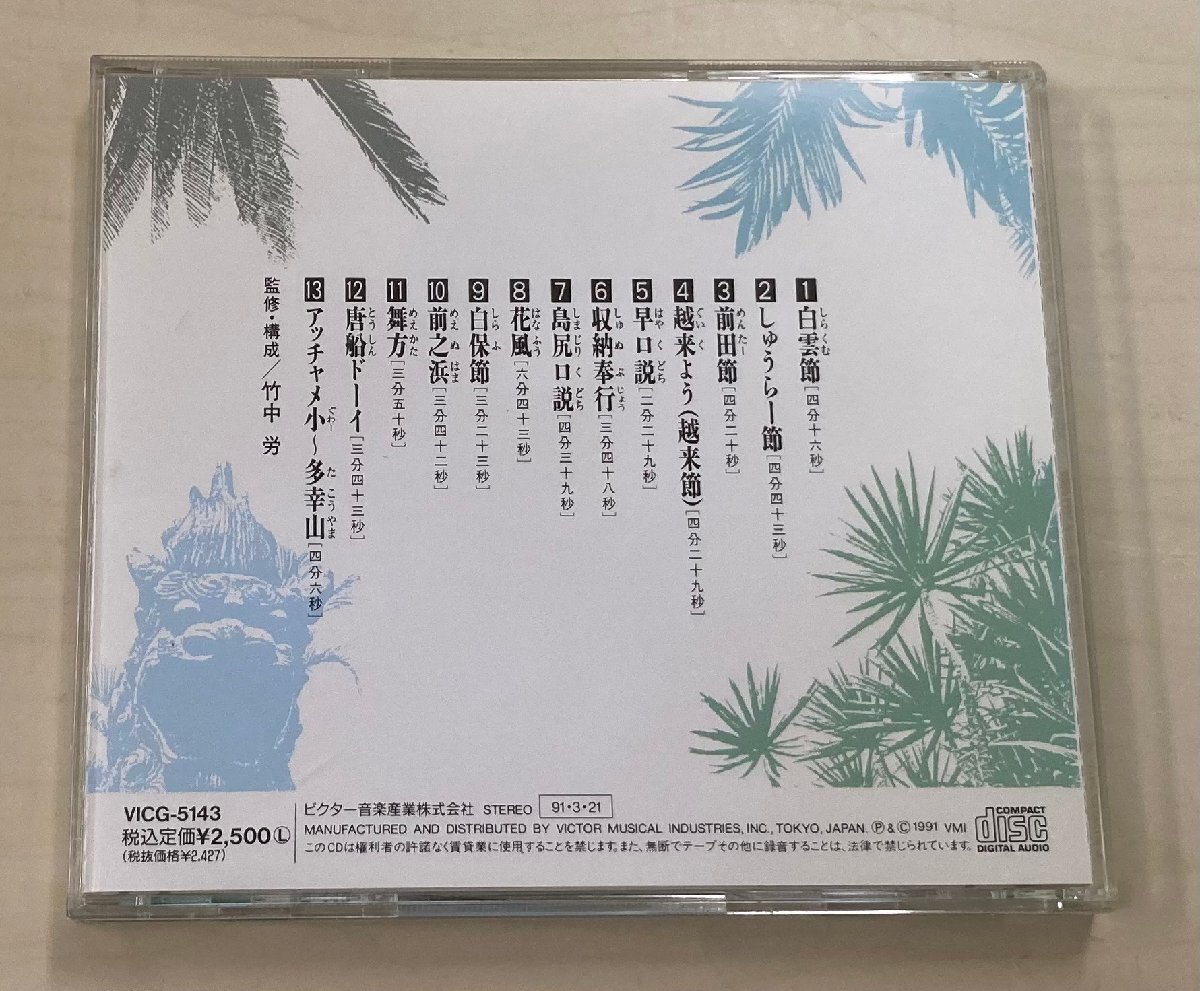 1 白雲節[四分十六秒]
しらくむ
2 しゅうらー節[四分四十三秒]
3 前田節[四分二十秒]
めんたー
4 越来よう(越来節)[四分二十九秒]
ぐいく
5 早口説[二分二十九秒]
はやくどち
6 収納奉行[三分四十八秒]
しゅぬぶじょう
7 島尻口説[四分三十九秒]
しまじりくどち
8 花風[六分四十三秒]
はなふう
9 白保節[三分二十三秒]
しらふ
10 前之浜[三分四十二秒]
めえぬはま
11 舞方[三分五十秒]
めえかた
12 唐船ドーイ[三分四十三秒]
とうしん
13 アッチャメ小〜多幸山[四分六秒]
ぐわー たこうやま
監修・構成/竹中 労
VICG-5143
税込定価¥2,500Ⓛ
(税抜価格¥2,427)
ビクター音楽産業株式会社 STEREO 91・3・21
MANUFACTURED AND DISTRIBUTED BY VICTOR MUSICAL INDUSTRIES, INC., TOKYO, JAPAN. Ⓟ&Ⓒ1991 VMI
このCDは権利者の許諾なく賃貸業に使用することを禁じます。また、無断でテープその他に録音することは、法律で禁じられています。
COMPACT
disc
DIGITAL AUDIO